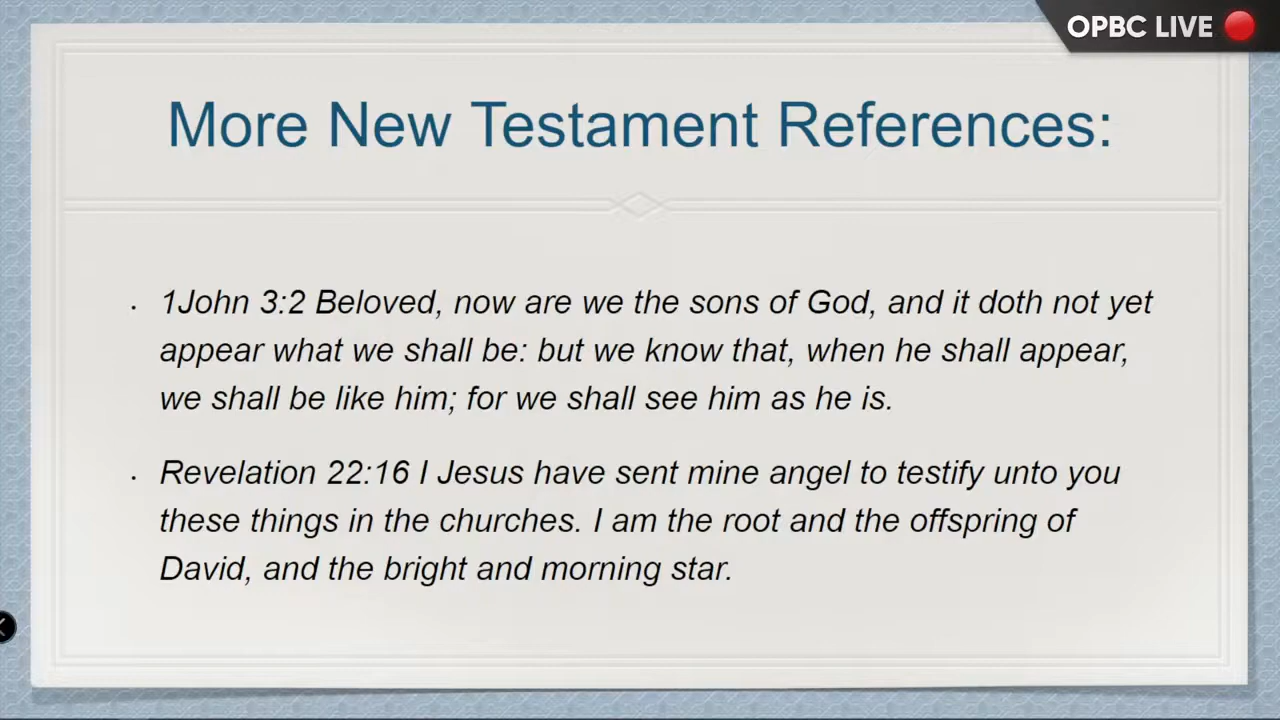 OPBC LIVE
More New Testament References:
1John 3:2 Beloved, now are we the sons of God, and it doth not yet
appear what we shall be: but we know that, when he shall appear,
we shall be like him; for we shall see him as he is.
Revelation 22:16 I Jesus have sent mine angel to testify unto you
these things in the churches. I am the root and the offspring of
David, and the bright and morning star.